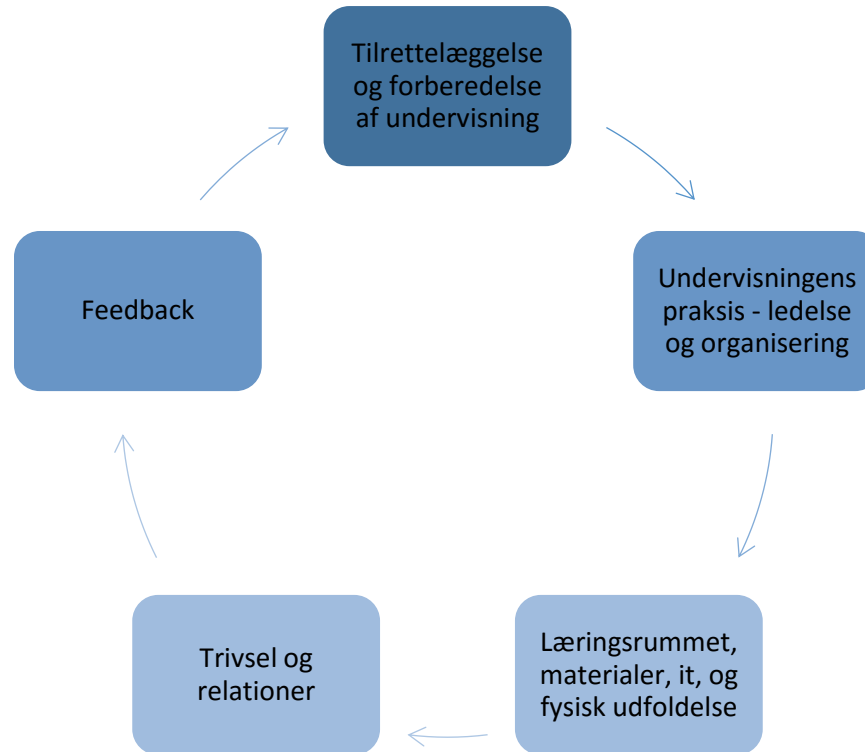 Tilrettelæggelse
og forberedelse
af undervisning
Undervisningens
praksis - ledelse
og organisering
Læringsrummet,
materialer, it, og
fysisk udfoldelse
Trivsel og
relationer
Feedback